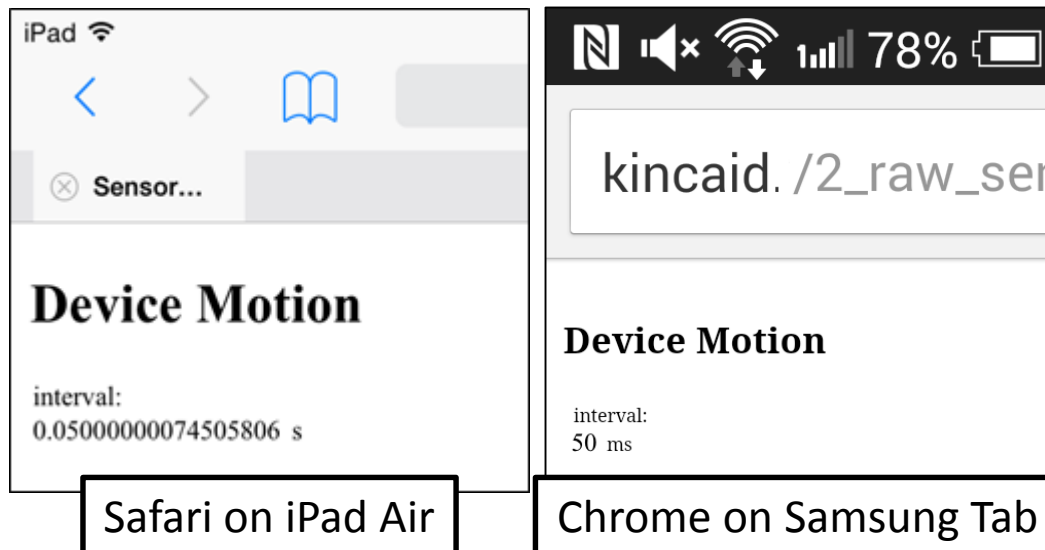 iPad
Sensor...
Device Motion
interval:
0.05000000074505806 s
Safari on iPad Air
78%
kincaid. /2_raw_ser
Device Motion
interval:
50 ms
Chrome on Samsung Tab